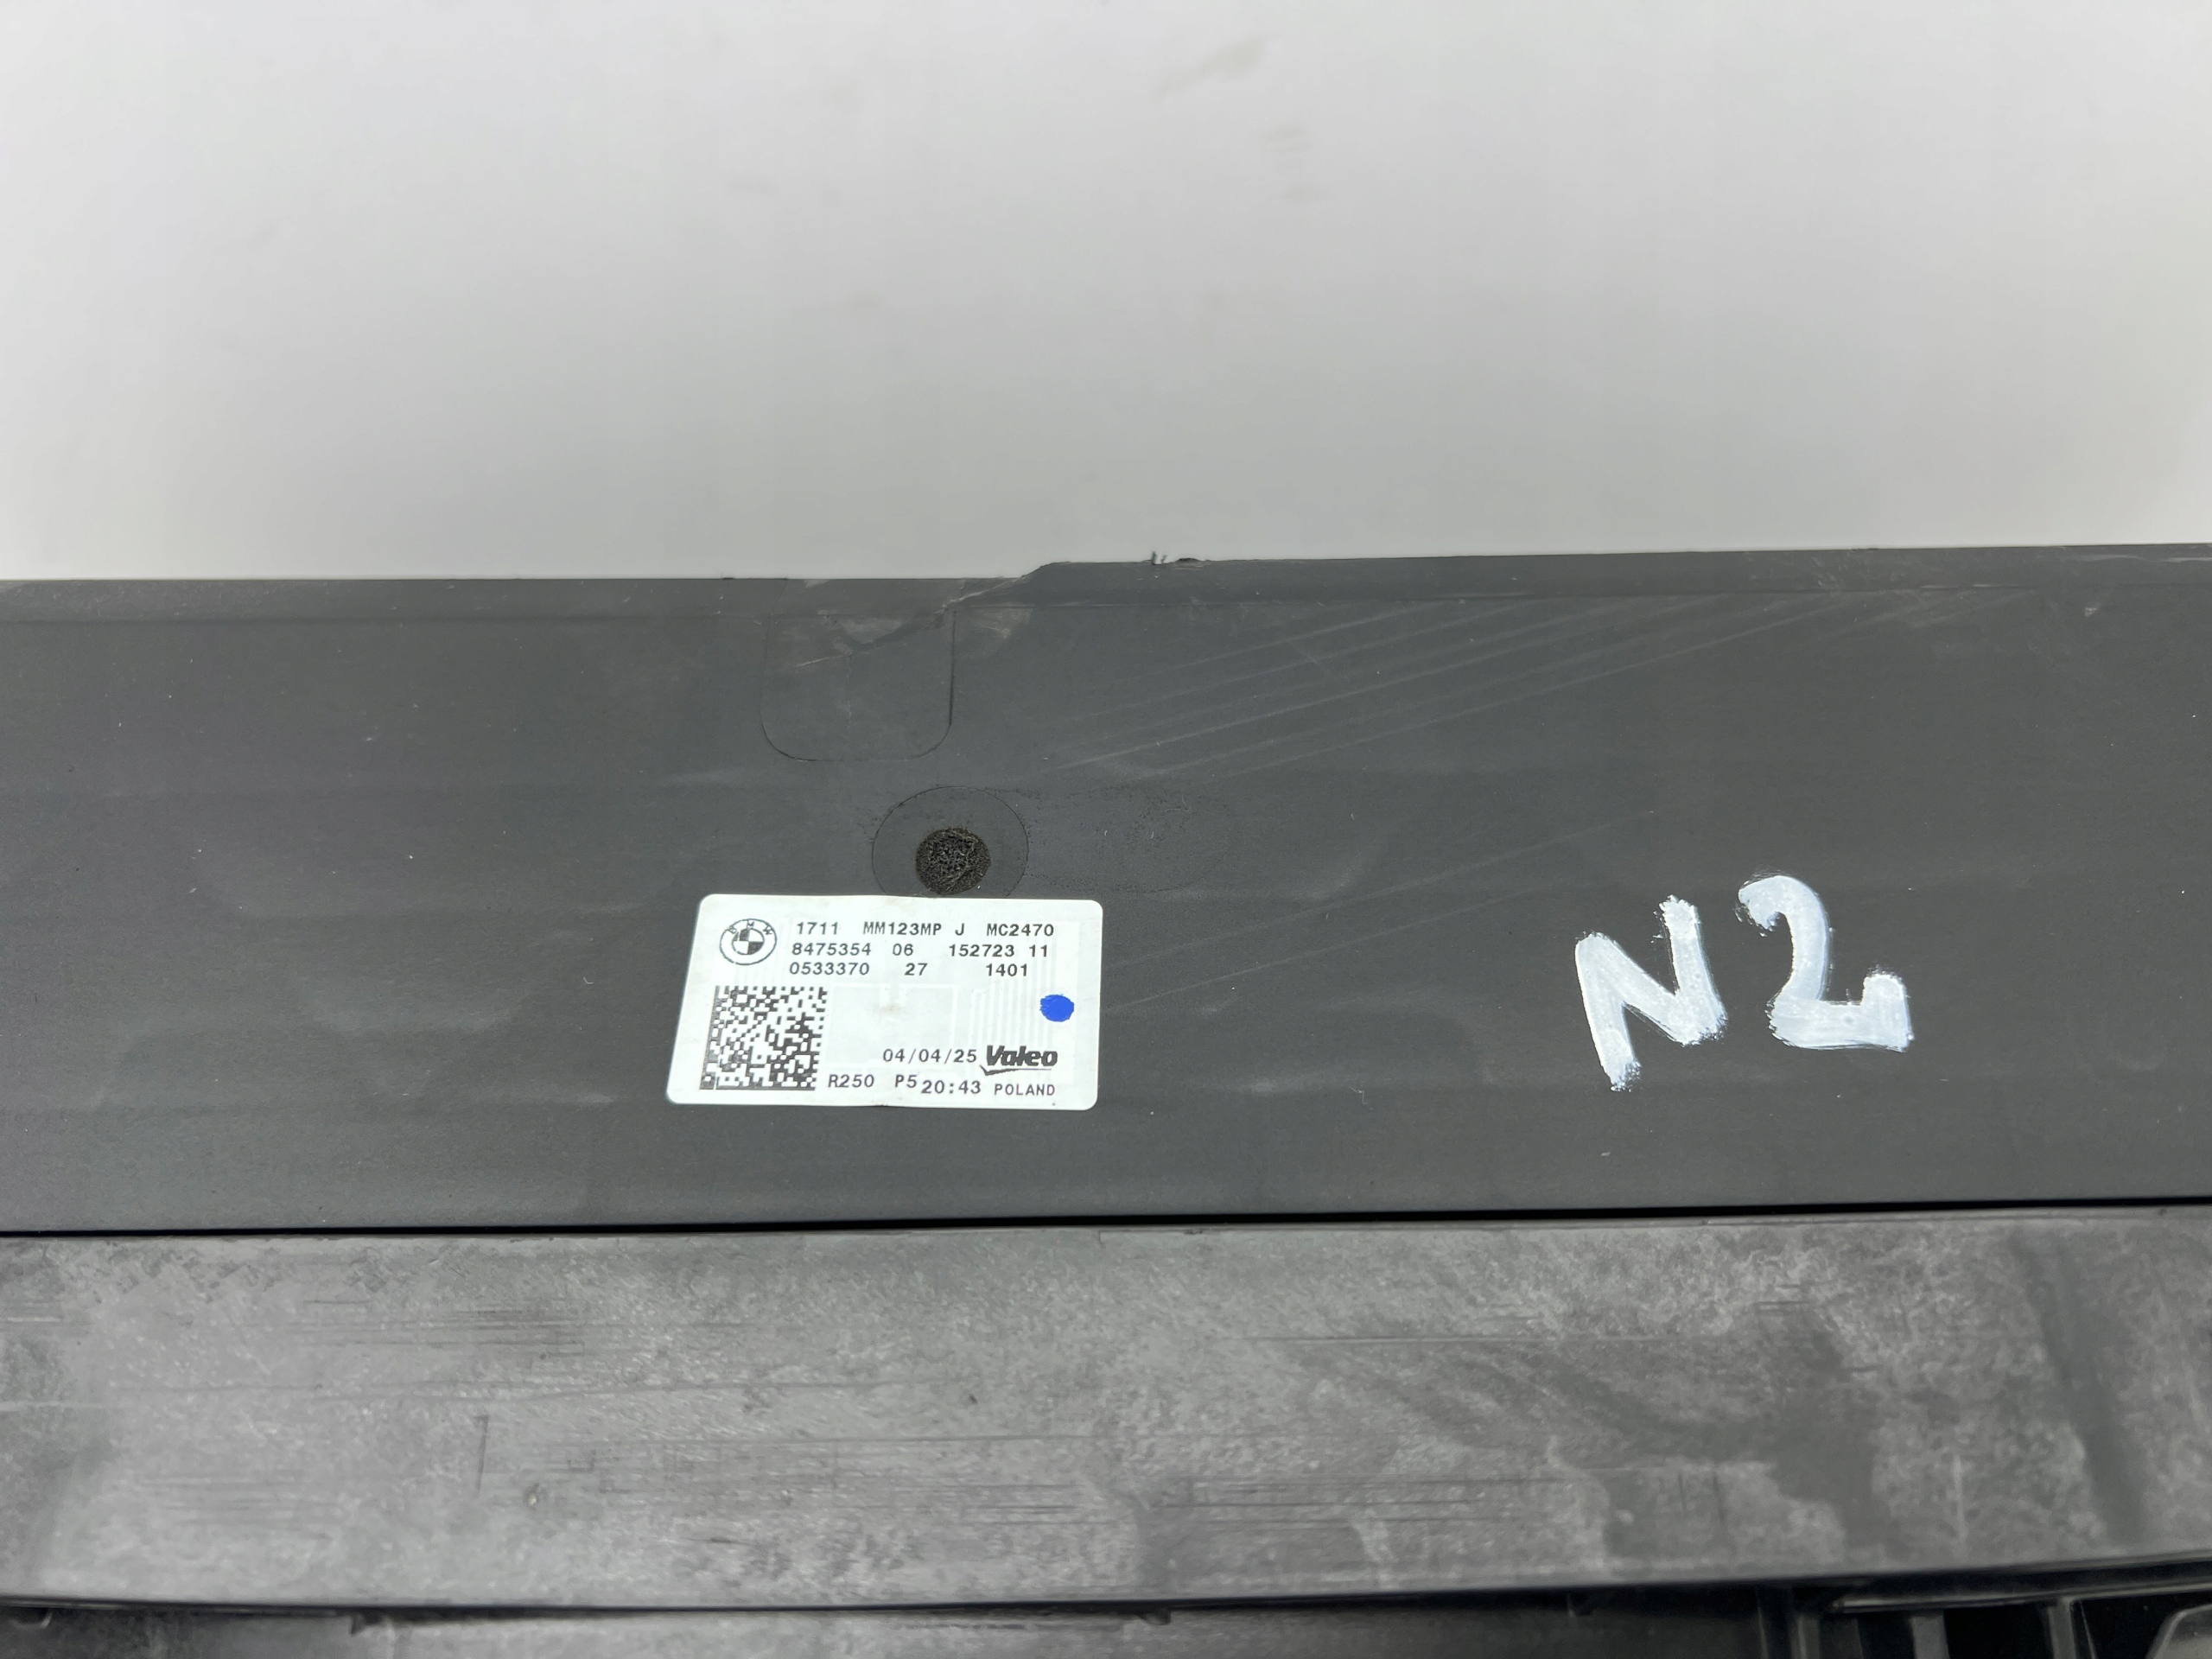 BMW
1711 MM123MP J MC2470
8475354 06 152723 11
0533370 27 1401
04/04/25 Valeo
R250 P5 20:43 POLAND
N2